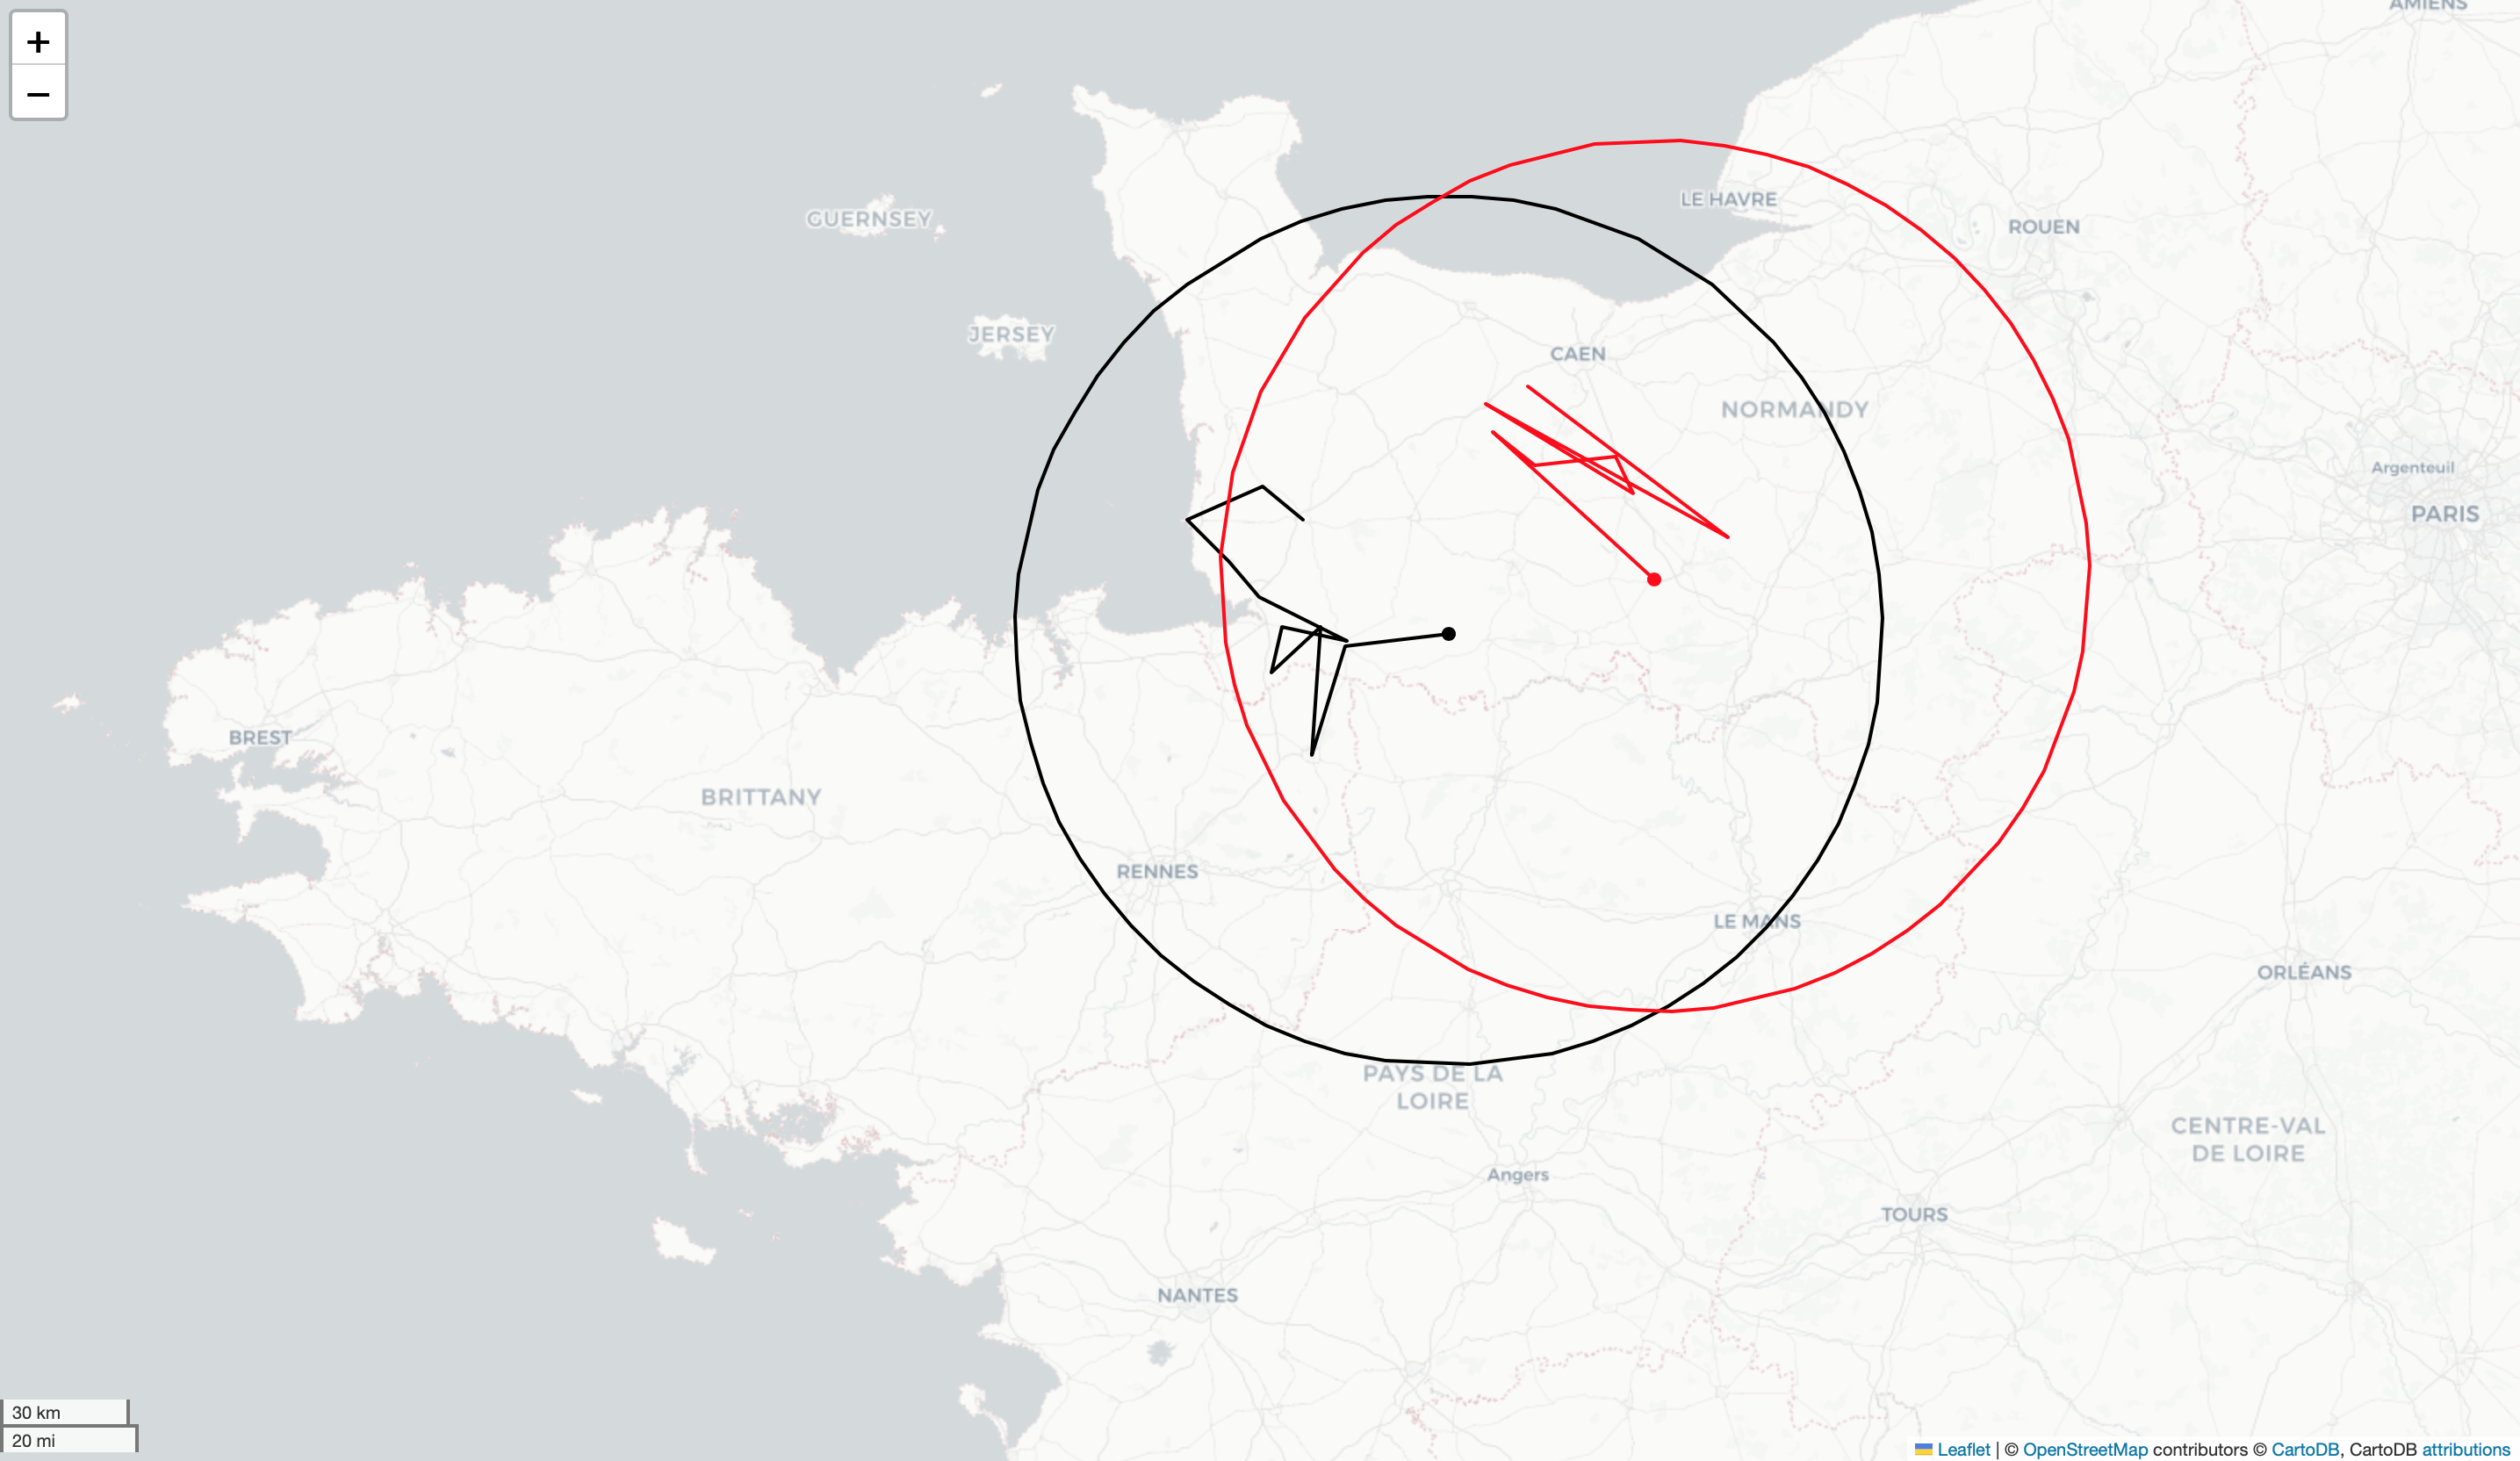 +
−
AMIENS
LE HAVRE
GUERNSEY
ROUEN
JERSEY
CAEN
NORMANDY
Argenteuil
PARIS
BREST
BRITTANY
RENNES
LE MANS
ORLÉANS
PAYS DE LA
LOIRE
CENTRE-VAL
DE LOIRE
Angers
TOURS
NANTES
30 km
20 mi
Leaflet | © OpenStreetMap contributors © CartoDB, CartoDB attributions